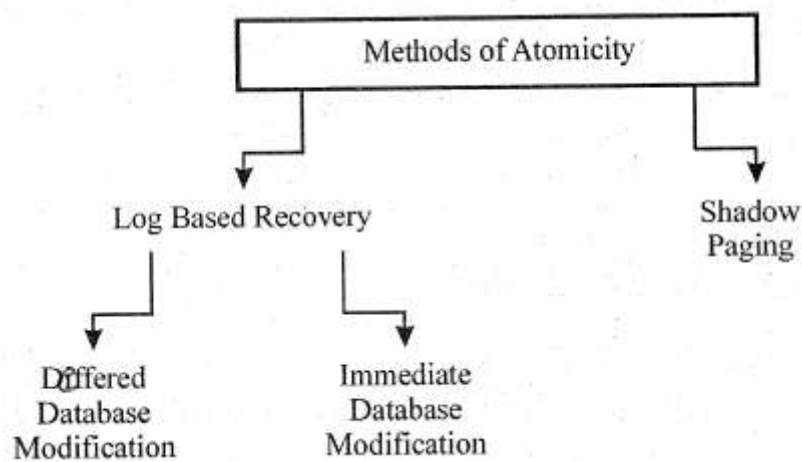 Methods of Atomicity
Log Based Recovery
Shadow
Paging
Differed
Database
Modification
Immediate
Database
Modification